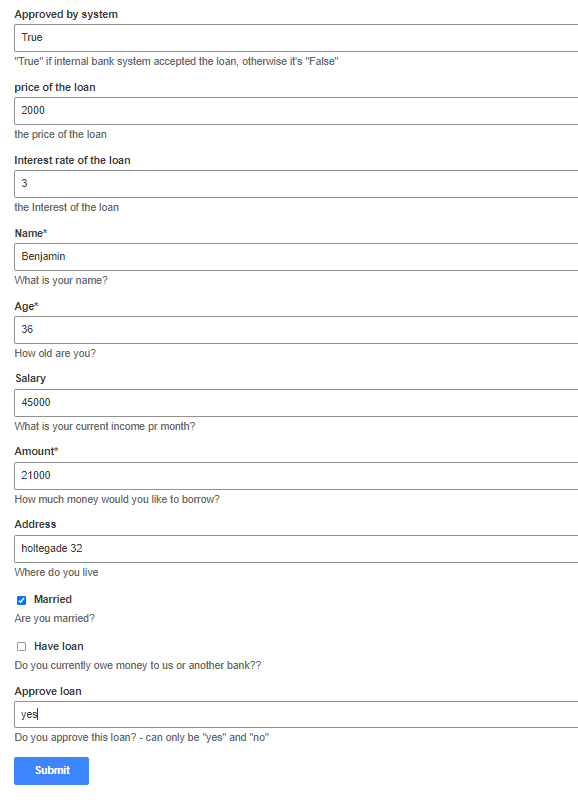 Approved by system
True
"True" if internal bank system accepted the loan, otherwise it's "False"
price of the loan
2000
the price of the loan
Interest rate of the loan
3
the Interest of the loan
Name*
Benjamin
What is your name?
Age*
36
How old are you?
Salary
45000
What is your current income pr month?
Amount*
21000
How much money would you like to borrow?
Address
holtegade 32
Where do you live
Married
Are you married?
Have loan
Do you currently owe money to us or another bank??
Approve loan
yes
Do you approve this loan? - can only be "yes" and "no"
Submit